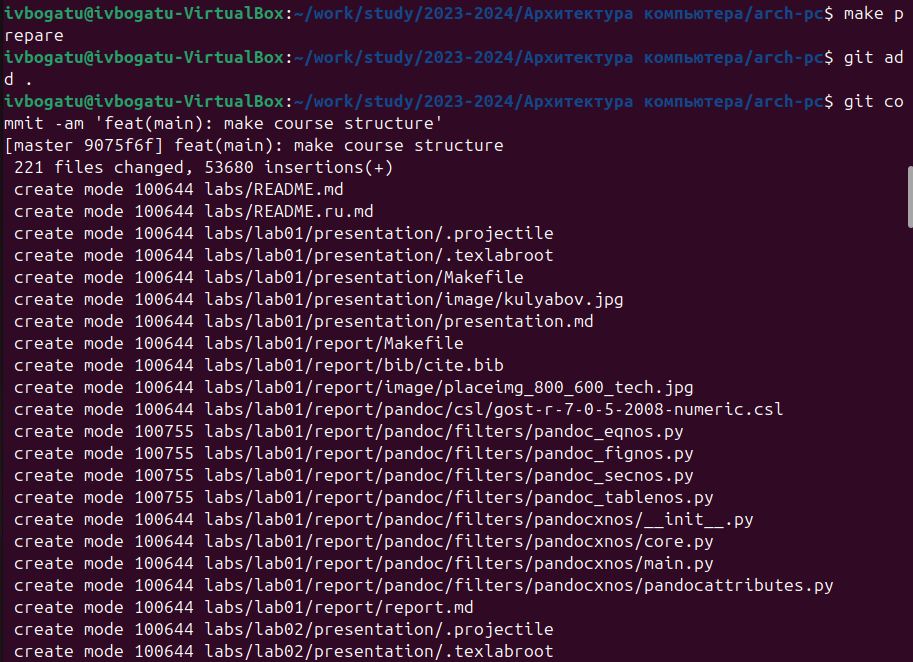 ivbogatu@ivbogatu-VirtualBox:~/work/study/2023-2024/Архитектура компьютера/arch-pc$ make p
repare
ivbogatu@ivbogatu-VirtualBox:~/work/study/2023-2024/Архитектура компьютера/arch-pc$ git ad
d .
ivbogatu@ivbogatu-VirtualBox:~/work/study/2023-2024/Архитектура компьютера/arch-pc$ git co
mmit -am 'feat(main): make course structure'
[master 9075f6f] feat(main): make course structure
 221 files changed, 53680 insertions(+)
 create mode 100644 labs/README.md
 create mode 100644 labs/README.ru.md
 create mode 100644 labs/lab01/presentation/.projectile
 create mode 100644 labs/lab01/presentation/.texlabroot
 create mode 100644 labs/lab01/presentation/Makefile
 create mode 100644 labs/lab01/presentation/image/kulyabov.jpg
 create mode 100644 labs/lab01/presentation/presentation.md
 create mode 100644 labs/lab01/report/Makefile
 create mode 100644 labs/lab01/report/bib/cite.bib
 create mode 100644 labs/lab01/report/image/placeimg_800_600_tech.jpg
 create mode 100644 labs/lab01/report/pandoc/csl/gost-r-7-0-5-2008-numeric.csl
 create mode 100755 labs/lab01/report/pandoc/filters/pandoc_eqnos.py
 create mode 100755 labs/lab01/report/pandoc/filters/pandoc_fignos.py
 create mode 100755 labs/lab01/report/pandoc/filters/pandoc_secnos.py
 create mode 100755 labs/lab01/report/pandoc/filters/pandoc_tablenos.py
 create mode 100644 labs/lab01/report/pandoc/filters/pandocxnos/__init__.py
 create mode 100644 labs/lab01/report/pandoc/filters/pandocxnos/core.py
 create mode 100644 labs/lab01/report/pandoc/filters/pandocxnos/main.py
 create mode 100644 labs/lab01/report/pandoc/filters/pandocxnos/pandocattributes.py
 create mode 100644 labs/lab01/report/report.md
 create mode 100644 labs/lab02/presentation/.projectile
 create mode 100644 labs/lab02/presentation/.texlabroot